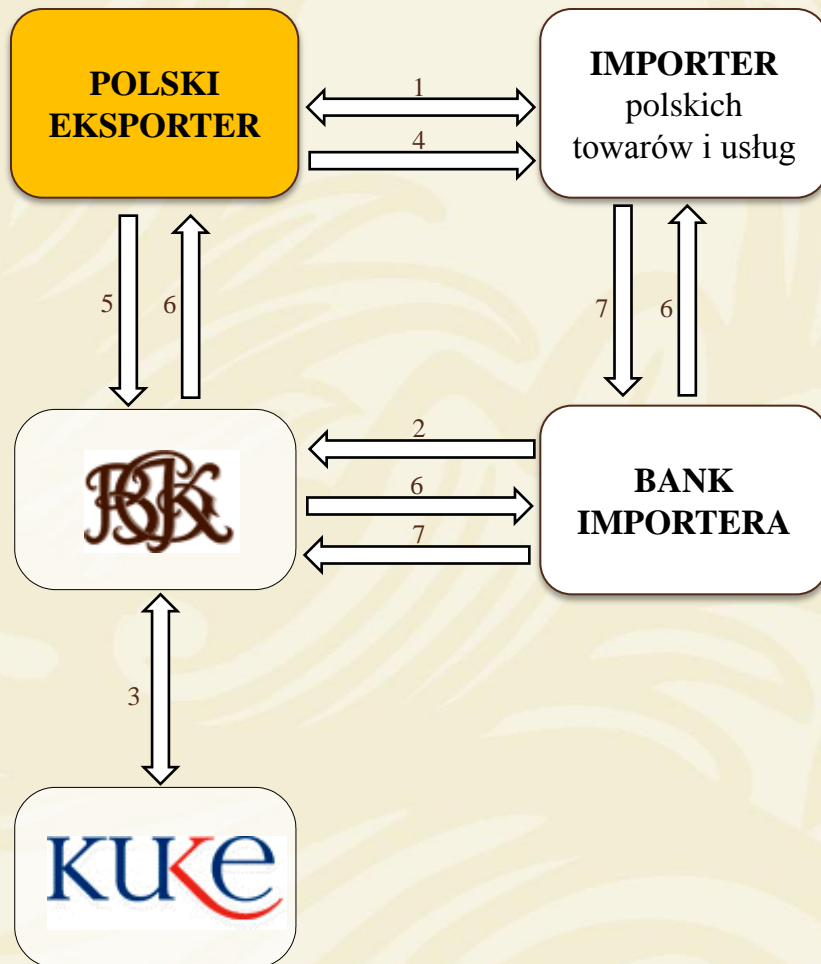 POLSKI
EKSPORTER
IMPORTER
polskich
towarów i usług
1
4
5
6
7
6
2
6
7
BGK
BANK
IMPORTERA
3
KUKE